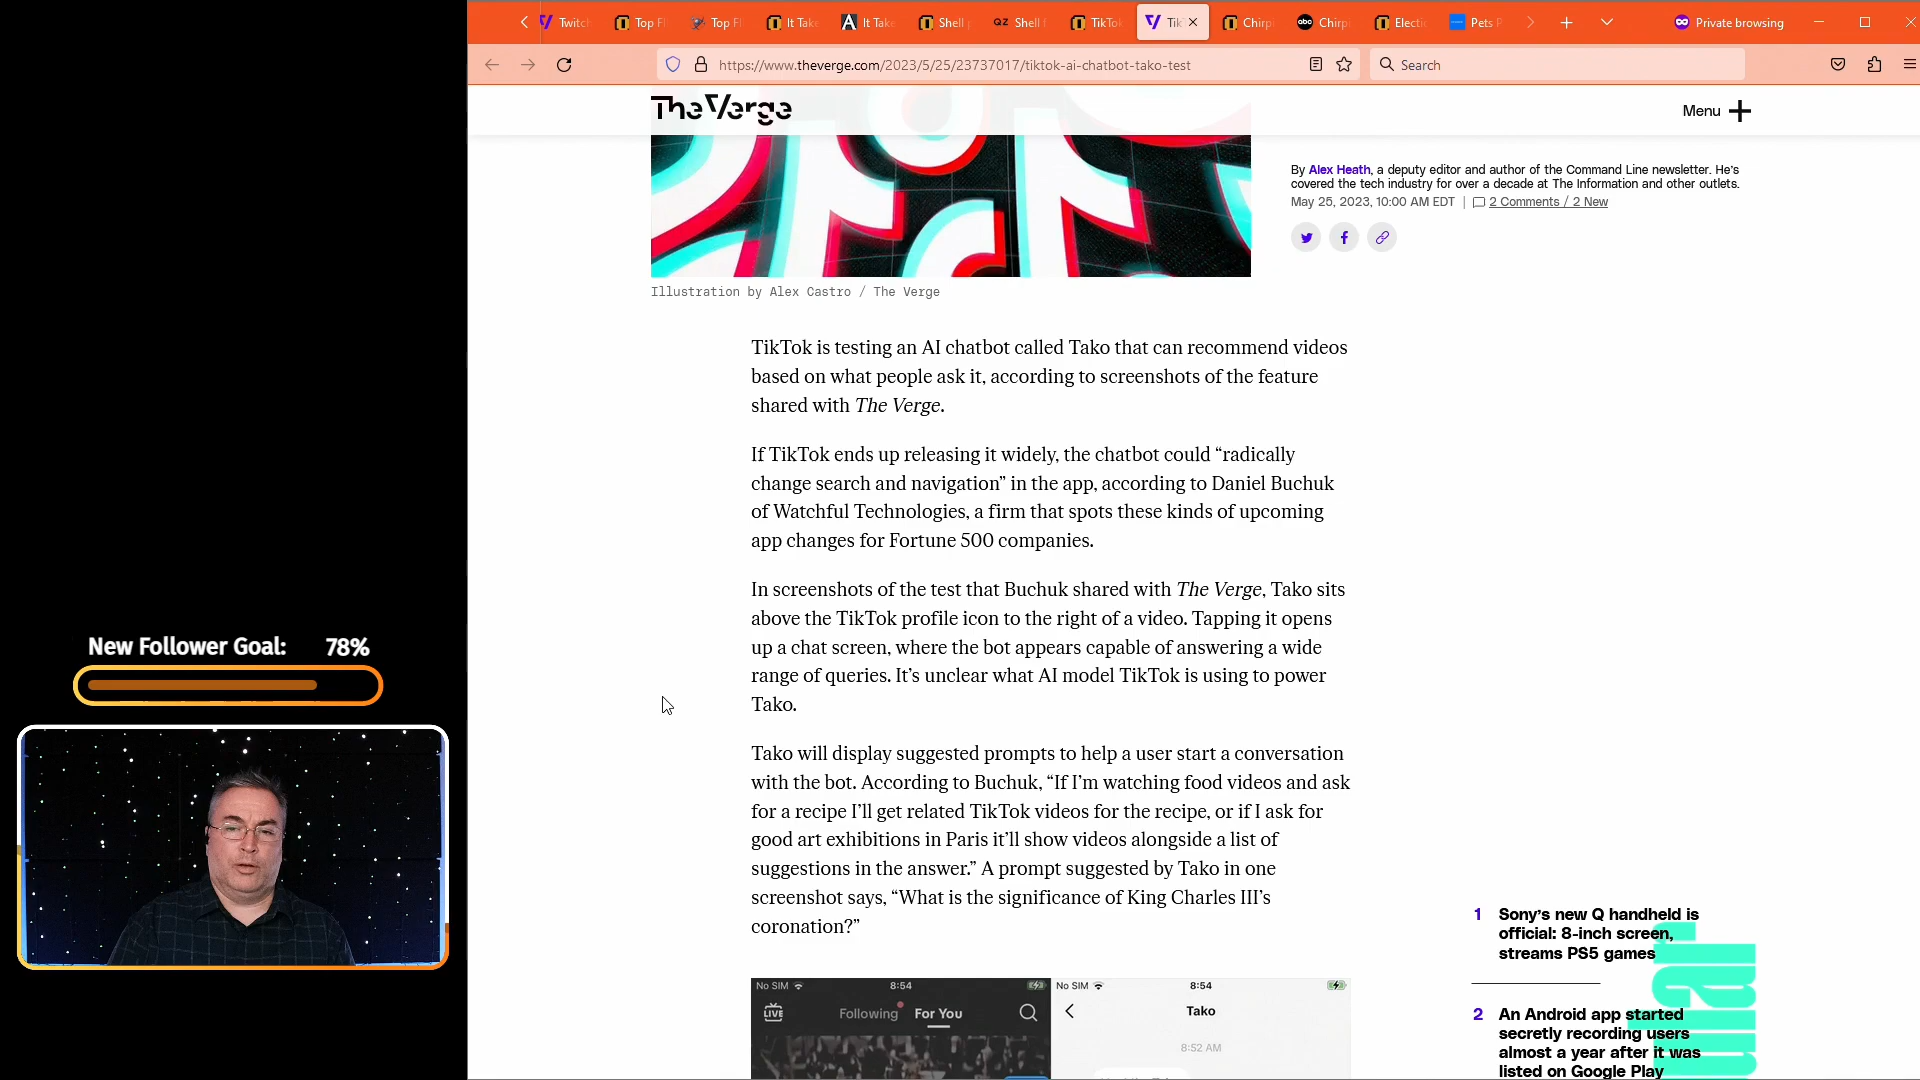 Twitch
Top Fl
Top Fl
It Take
It Take
Shell p
QZ
Shell
TikTok
Tik
Chirpi
abc
Chirpi
Electio
Pets P
Private browsing
https://www.theverge.com/2023/5/25/23737017/tiktok-ai-chatbot-tako-test
Search
The Verge
Menu
By Alex Heath, a deputy editor and author of the Command Line newsletter. He’s
covered the tech industry for over a decade at The Information and other outlets.
May 25, 2023, 10:00 AM EDT | 2 Comments / 2 New
Illustration by Alex Castro / The Verge
TikTok is testing an AI chatbot called Tako that can recommend videos
based on what people ask it, according to screenshots of the feature
shared with The Verge.
If TikTok ends up releasing it widely, the chatbot could “radically
change search and navigation” in the app, according to Daniel Buchuk
of Watchful Technologies, a firm that spots these kinds of upcoming
app changes for Fortune 500 companies.
In screenshots of the test that Buchuk shared with The Verge, Tako sits
above the TikTok profile icon to the right of a video. Tapping it opens
up a chat screen, where the bot appears capable of answering a wide
range of queries. It’s unclear what AI model TikTok is using to power
Tako.
Tako will display suggested prompts to help a user start a conversation
with the bot. According to Buchuk, “If I’m watching food videos and ask
for a recipe I’ll get related TikTok videos for the recipe, or if I ask for
good art exhibitions in Paris it’ll show videos alongside a list of
suggestions in the answer.” A prompt suggested by Tako in one
screenshot says, “What is the significance of King Charles III’s
coronation?”
No SIM 8:54
LIVE Following For You
No SIM 8:54
Tako
8:52 AM
1 Sony’s new Q handheld is
official: 8-inch screen,
streams PS5 games
2 An Android app started
secretly recording users
almost a year after it was
listed on Google Play
New Follower Goal: 78%